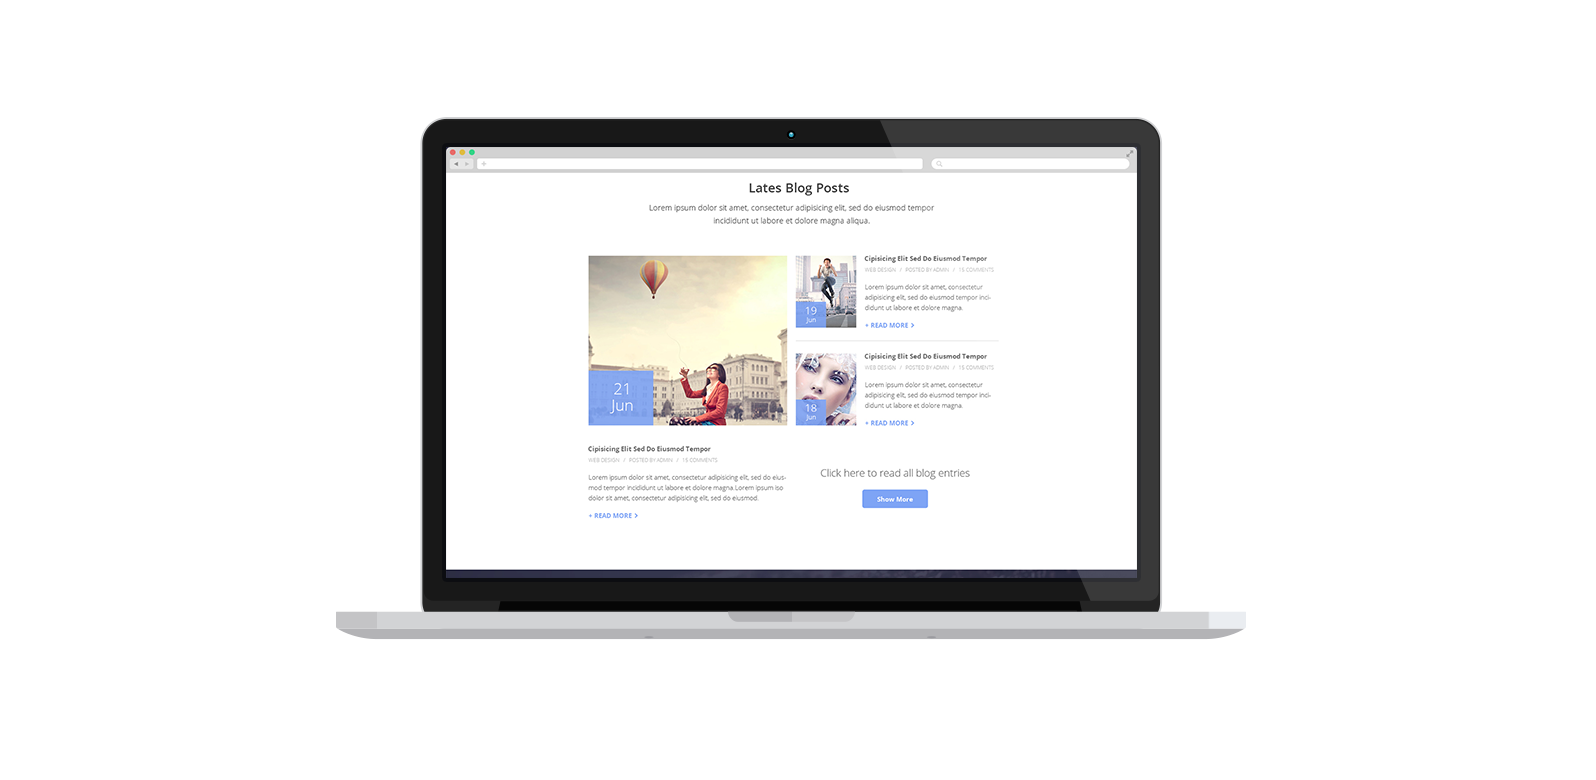 Lates Blog Posts
Lorem ipsum dolor sit amet, consectetur adipisicing elit, sed do eiusmod tempor
incididunt ut labore et dolore magna aliqua.
21
Jun
Cipisicing Elit Sed Do Eiusmod Tempor
WEB DESIGN / POSTED BY ADMIN / 15 COMMENTS
Lorem ipsum dolor sit amet, consectetur adipisicing elit, sed do eius-
mod tempor incididunt ut labore et dolore magna Lorem ipsum iso
dolor sit amet, consectetur adipisicing elit, sed do eiusmod.
+ READ MORE >
19
Jun
Cipisicing Elit Sed Do Eiusmod Tempor
WEB DESIGN / POSTED BY ADMIN / 15 COMMENTS
Lorem ipsum dolor sit amet, consectetur
adipisicing elit, sed do eiusmod tempor inci-
didunt ut labore et dolore magna.
+ READ MORE >
18
Jun
Cipisicing Elit Sed Do Eiusmod Tempor
WEB DESIGN / POSTED BY ADMIN / 15 COMMENTS
Lorem ipsum dolor sit amet, consectetur
adipisicing elit, sed do eiusmod tempor inci-
didunt ut labore et dolore magna.
+ READ MORE >
Click here to read all blog entries
Show More